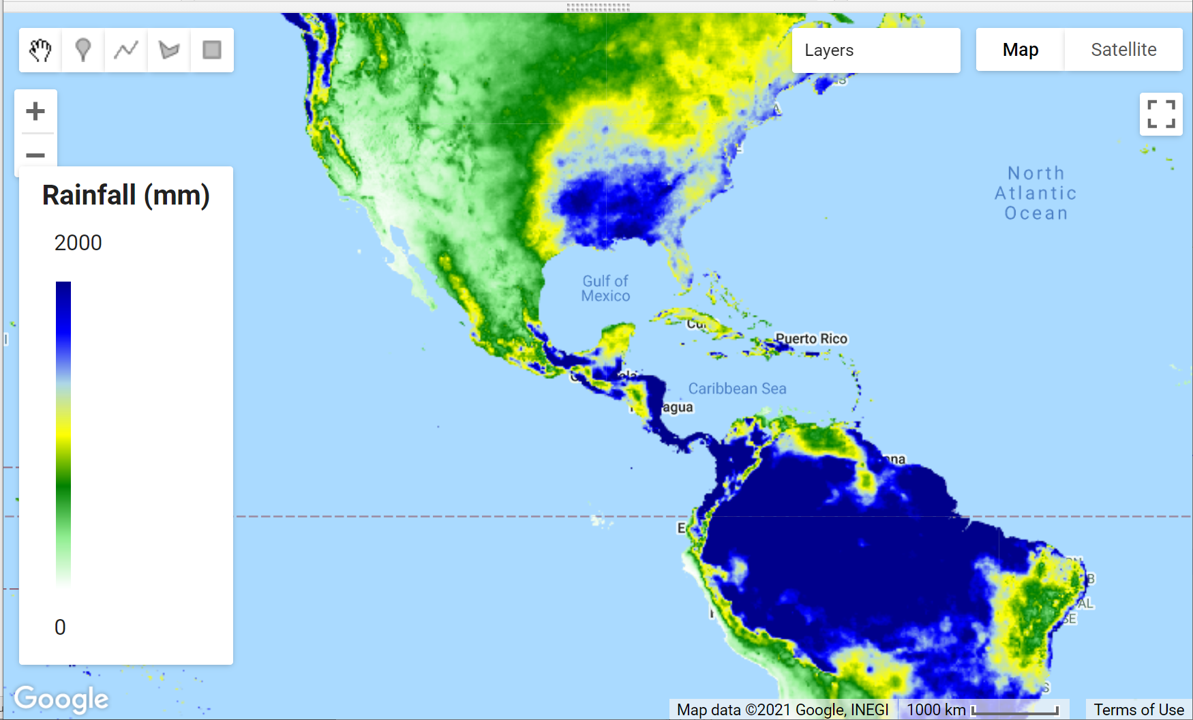 Layers
Map
Satellite
Rainfall (mm)
2000
0
North
Atlantic
Ocean
Gulf of
Mexico
Puerto Rico
Caribbean Sea
Google
Map data ©2021 Google, INEGI
1000 km
Terms of Use